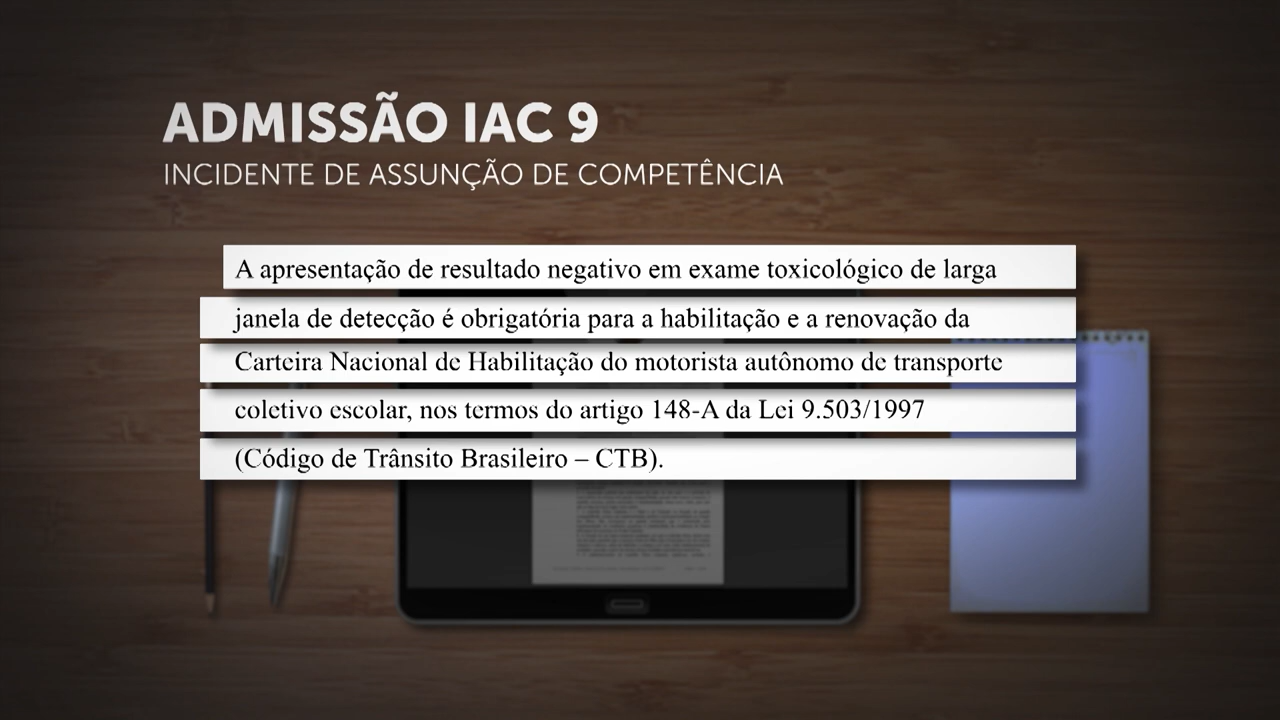 ADMISSÃO IAC 9
INCIDENTE DE ASSUNÇÃO DE COMPETÊNCIA
A apresentação de resultado negativo em exame toxicológico de larga
janela de detecção é obrigatória para a habilitação e a renovação da
Carteira Nacional de Habilitação do motorista autônomo de transporte
coletivo escolar, nos termos do artigo 148-A da Lei 9.503/1997
(Código de Trânsito Brasileiro – CTB).